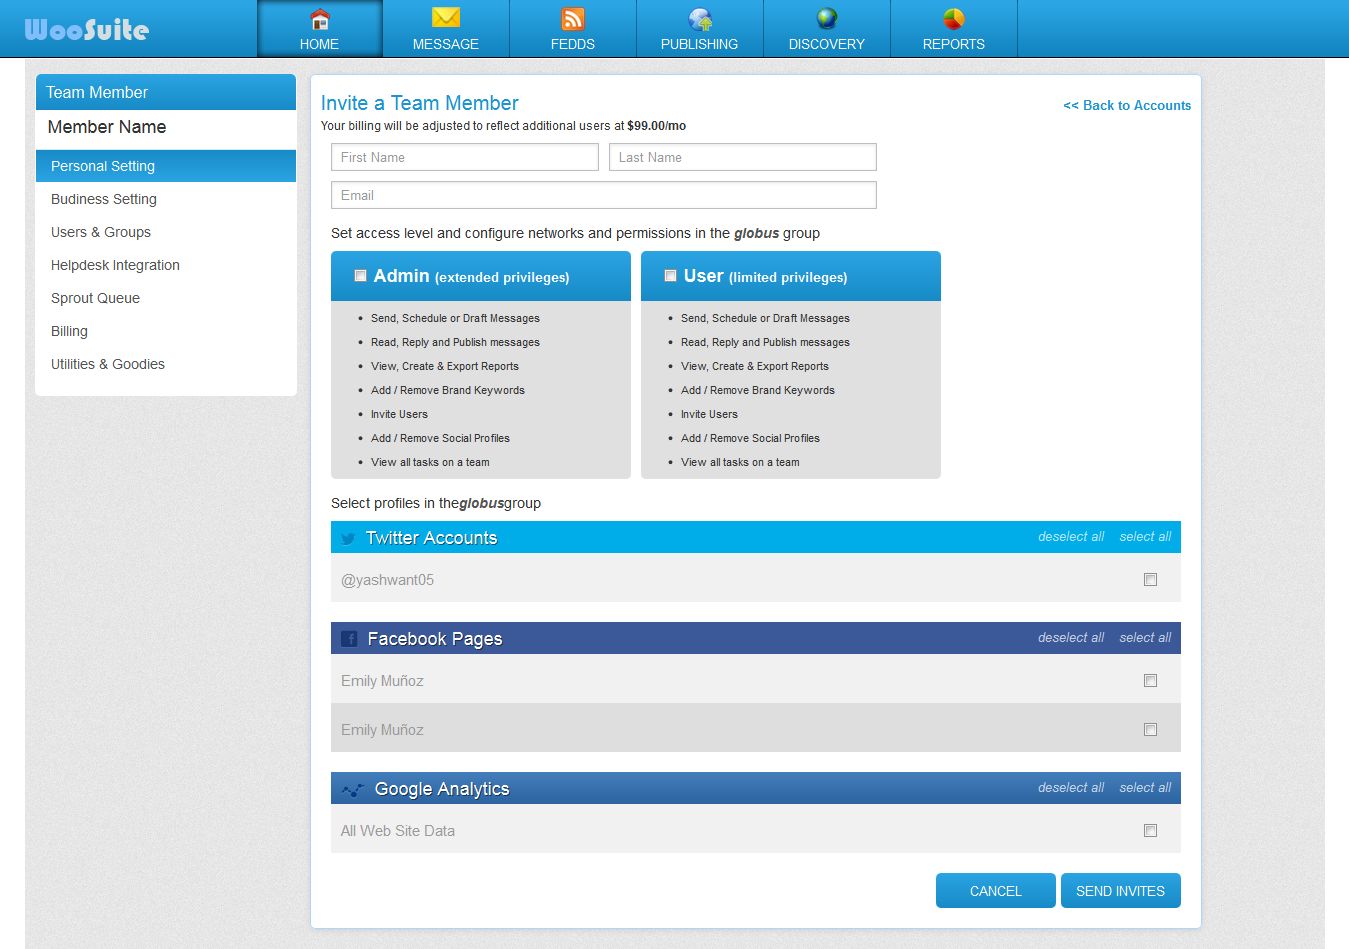 WooSuite
HOME
MESSAGE
FEDDS
PUBLISHING
DISCOVERY
REPORTS
Team Member
Member Name
Personal Setting
Budiness Setting
Users & Groups
Helpdesk Integration
Sprout Queue
Billing
Utilities & Goodies
Invite a Team Member
<< Back to Accounts
Your billing will be adjusted to reflect additional users at $99.00/mo
First Name
Last Name
Email
Set access level and configure networks and permissions in the globus group
Admin (extended privileges)
Send, Schedule or Draft Messages
Read, Reply and Publish messages
View, Create & Export Reports
Add / Remove Brand Keywords
Invite Users
Add / Remove Social Profiles
View all tasks on a team
User (limited privileges)
Send, Schedule or Draft Messages
Read, Reply and Publish messages
View, Create & Export Reports
Add / Remove Brand Keywords
Invite Users
Add / Remove Social Profiles
View all tasks on a team
Select profiles in theglobusgroup
Twitter Accounts
deselect all select all
@yashwant05
Facebook Pages
deselect all select all
Emily Muñoz
Emily Muñoz
Google Analytics
deselect all select all
All Web Site Data
CANCEL
SEND INVITES